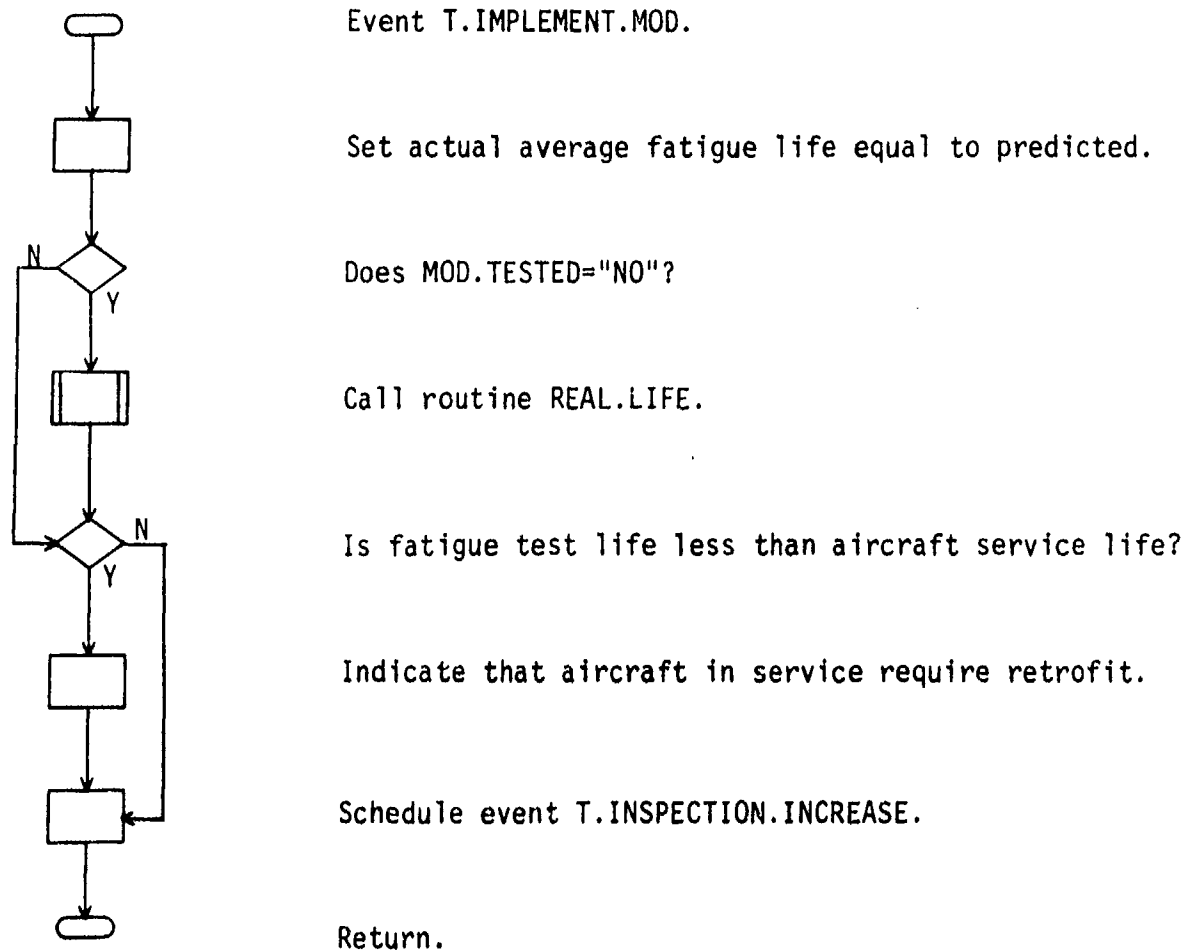 Event T.IMPLEMENT.MOD.
Set actual average fatigue life equal to predicted.
N
Does MOD.TESTED="NO"?
Y
Call routine REAL.LIFE.
N
Is fatigue test life less than aircraft service life?
Y
Indicate that aircraft in service require retrofit.
Schedule event T.INSPECTION.INCREASE.
Return.